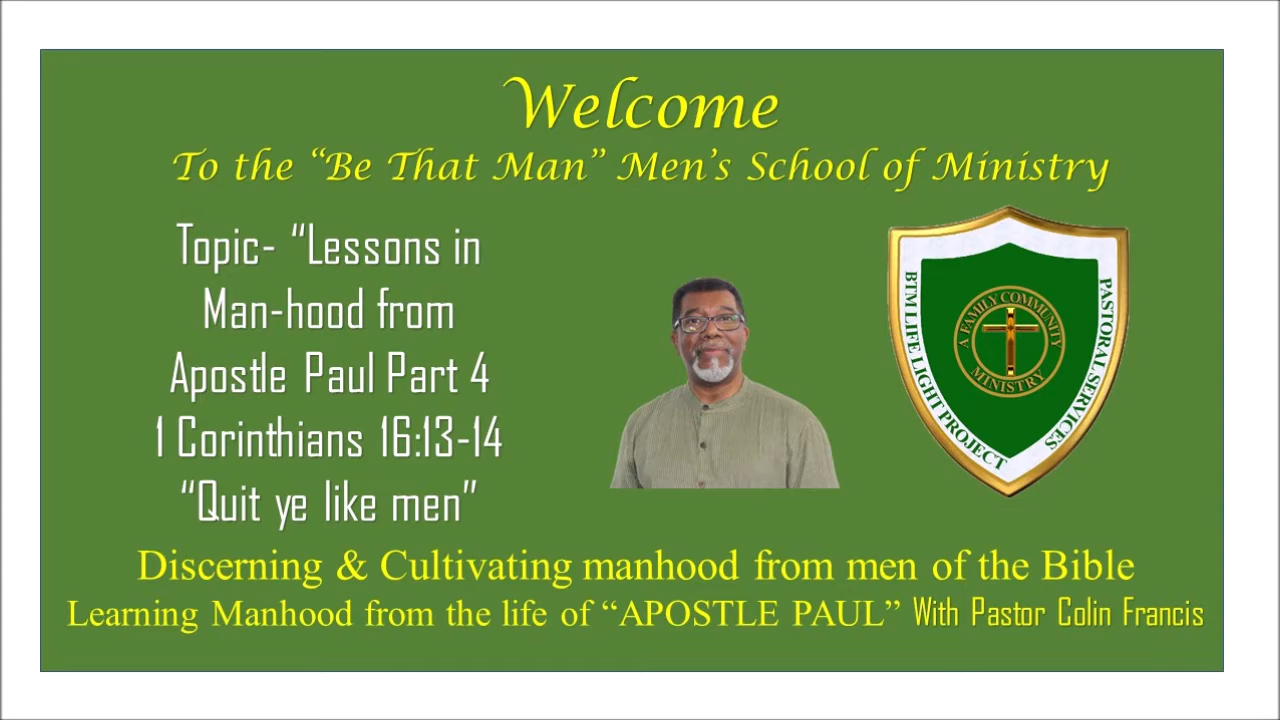 Welcome
To the “Be That Man” Men’s School of Ministry
Topic- “Lessons in
Man-hood from
Apostle Paul Part 4
1 Corinthians 16:13-14
“Quit ye like men”
BTM LIFE LIGHT PROJECT
PASTORAL SERVICES
A FAMILY COMMUNITY
MINISTRY
Discerning & Cultivating manhood from men of the Bible
Learning Manhood from the life of “APOSTLE PAUL” With Pastor Colin Francis